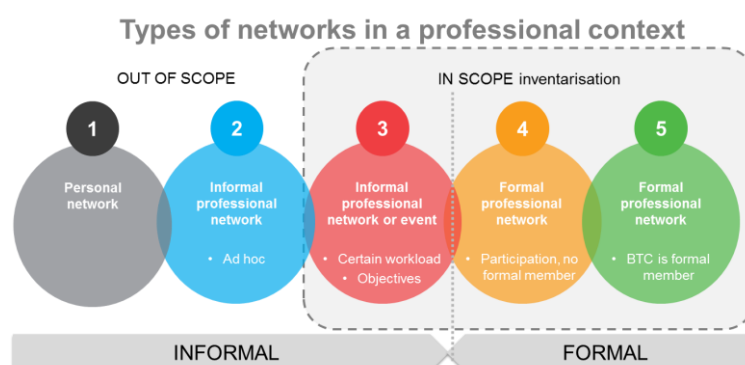 Types of networks in a professional context
OUT OF SCOPE
IN SCOPE inventarisation
1
2
3
4
5
Personal
network
Informal
professional
network
• Ad hoc
Informal
professional
network or event
• Certain workload
• Objectives
Formal
professional
network
• Participation, no
formal member
Formal
professional
network
• BTC is formal
member
INFORMAL
FORMAL